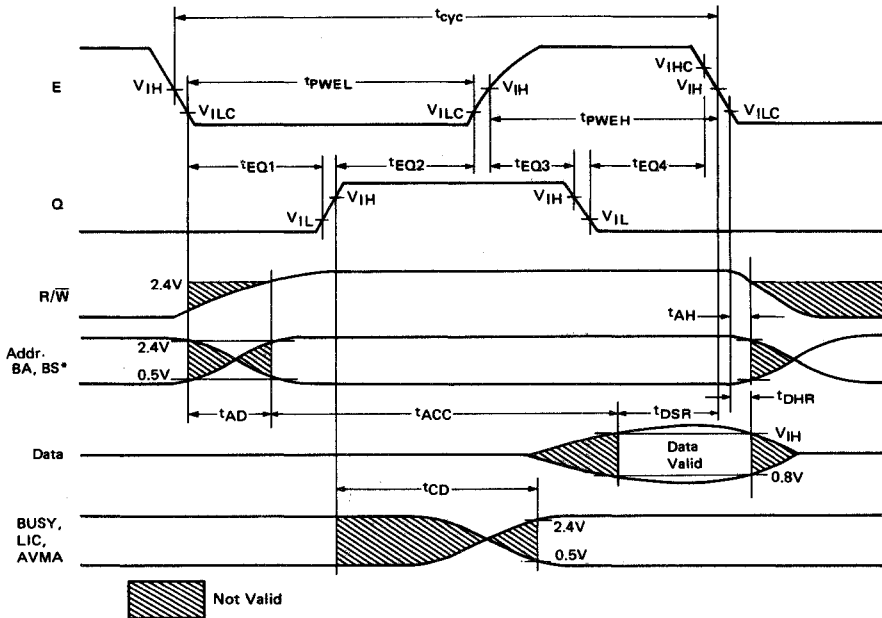 tcyc
E
VIH
VILC
tPWEL
VILC
VIH
VIHC
VIH
VILC
tPWEH
tEQ1
tEQ2
tEQ3
tEQ4
Q
VIL
VIH
VIH
VIL
R/W̅
2.4V
tAH
Addr.
BA, BS*
2.4V
0.5V
tAD
tACC
tDSR
tDHR
Data
Data
Valid
VIH
0.8V
tCD
BUSY,
LIC,
AVMA
2.4V
0.5V
Not Valid